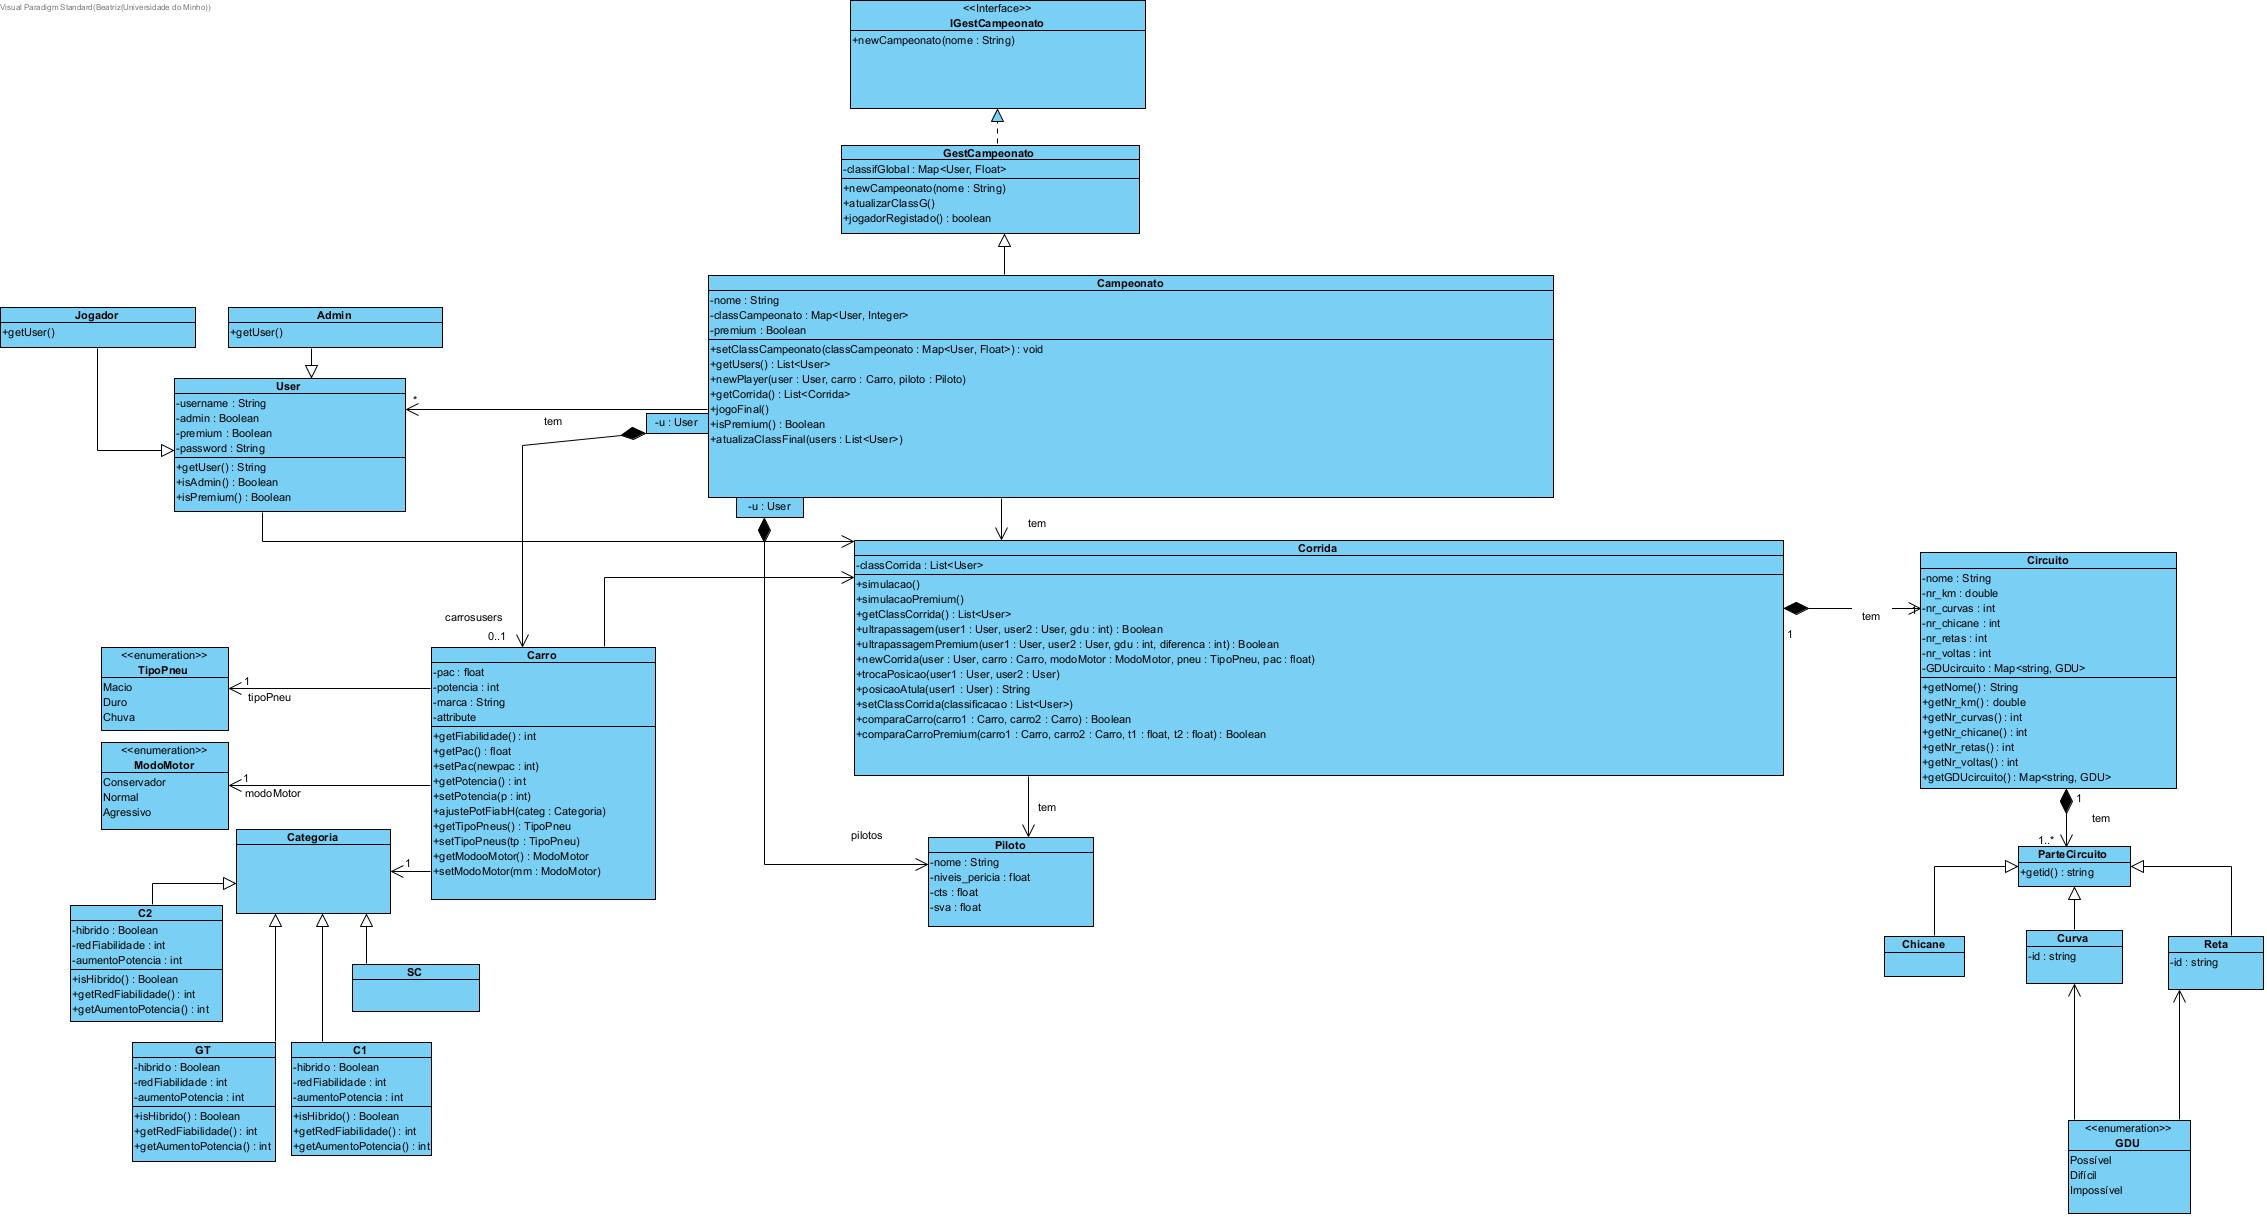 Visual Paradigm Standard(Beatriz(Universidade do Minho))
<<Interface>>
IGestCampeonato
+newCampeonato(nome : String)
GestCampeonato
-classifGlobal : Map<User, Float>
+newCampeonato(nome : String)
+atualizarClassG()
+jogadorRegistado() : boolean
Campeonato
-nome : String
-classCampeonato : Map<User, Integer>
-premium : Boolean
+setClassCampeonato(classCampeonato : Map<User, Float>) : void
+getUsers() : List<User>
+newPlayer(user : User, carro : Carro, piloto : Piloto)
+getCorrida() : List<Corrida>
+jogoFinal()
+isPremium() : Boolean
+atualizaClassFinal(users : List<User>)
Jogador
+getUser()
Admin
+getUser()
User
-username : String
-admin : Boolean
-premium : Boolean
-password : String
+getUser() : String
+isAdmin() : Boolean
+isPremium() : Boolean
*
tem
-u : User
-u : User
tem
Corrida
-classCorrida : List<User>
+simulacao()
+simulacaoPremium()
+getClassCorrida() : List<User>
+ultrapassagem(user1 : User, user2 : User, gdu : int) : Boolean
+ultrapassagemPremium(user1 : User, user2 : User, gdu : int, diferenca : int) : Boolean
+newCorrida(user : User, carro : Carro, modoMotor : ModoMotor, pneu : TipoPneu, pac : float)
+trocaPosicao(user1 : User, user2 : User)
+posicaoAtula(user1 : User) : String
+setClassCorrida(classificacao : List<User>)
+comparaCarro(carro1 : Carro, carro2 : Carro) : Boolean
+comparaCarroPremium(carro1 : Carro, carro2 : Carro, t1 : float, t2 : float) : Boolean
1
tem
1
Circuito
-nome : String
-nr_km : double
-nr_curvas : int
-nr_chicane : int
-nr_retas : int
-nr_voltas : int
-GDUcircuito : Map<string, GDU>
+getNome() : String
+getNr_km() : double
+getNr_curvas() : int
+getNr_chicane() : int
+getNr_retas() : int
+getNr_voltas() : int
+getGDUcircuito() : Map<string, GDU>
carrosusers
0..1
Carro
-pac : float
-potencia : int
-marca : String
-attribute
+getFiabilidade() : int
+getPac() : float
+setPac(newpac : int)
+getPotencia() : int
+setPotencia(p : int)
+ajustePotFiabH(categ : Categoria)
+getTipoPneus() : TipoPneu
+setTipoPneus(tp : TipoPneu)
+getModooMotor() : ModoMotor
+setModoMotor(mm : ModoMotor)
<<enumeration>>
TipoPneu
Macio
Duro
Chuva
1
tipoPneu
<<enumeration>>
ModoMotor
Conservador
Normal
Agressivo
1
modoMotor
Categoria
1
C2
-hibrido : Boolean
-redFiabilidade : int
-aumentoPotencia : int
+isHibrido() : Boolean
+getRedFiabilidade() : int
+getAumentoPotencia() : int
SC
GT
-hibrido : Boolean
-redFiabilidade : int
-aumentoPotencia : int
+isHibrido() : Boolean
+getRedFiabilidade() : int
+getAumentoPotencia() : int
C1
-hibrido : Boolean
-redFiabilidade : int
-aumentoPotencia : int
+isHibrido() : Boolean
+getRedFiabilidade() : int
+getAumentoPotencia() : int
tem
pilotos
Piloto
-nome : String
-niveis_pericia : float
-cts : float
-sva : float
1
tem
1..*
ParteCircuito
+getid() : string
Chicane
Curva
-id : string
Reta
-id : string
<<enumeration>>
GDU
Possível
Difícil
Impossível